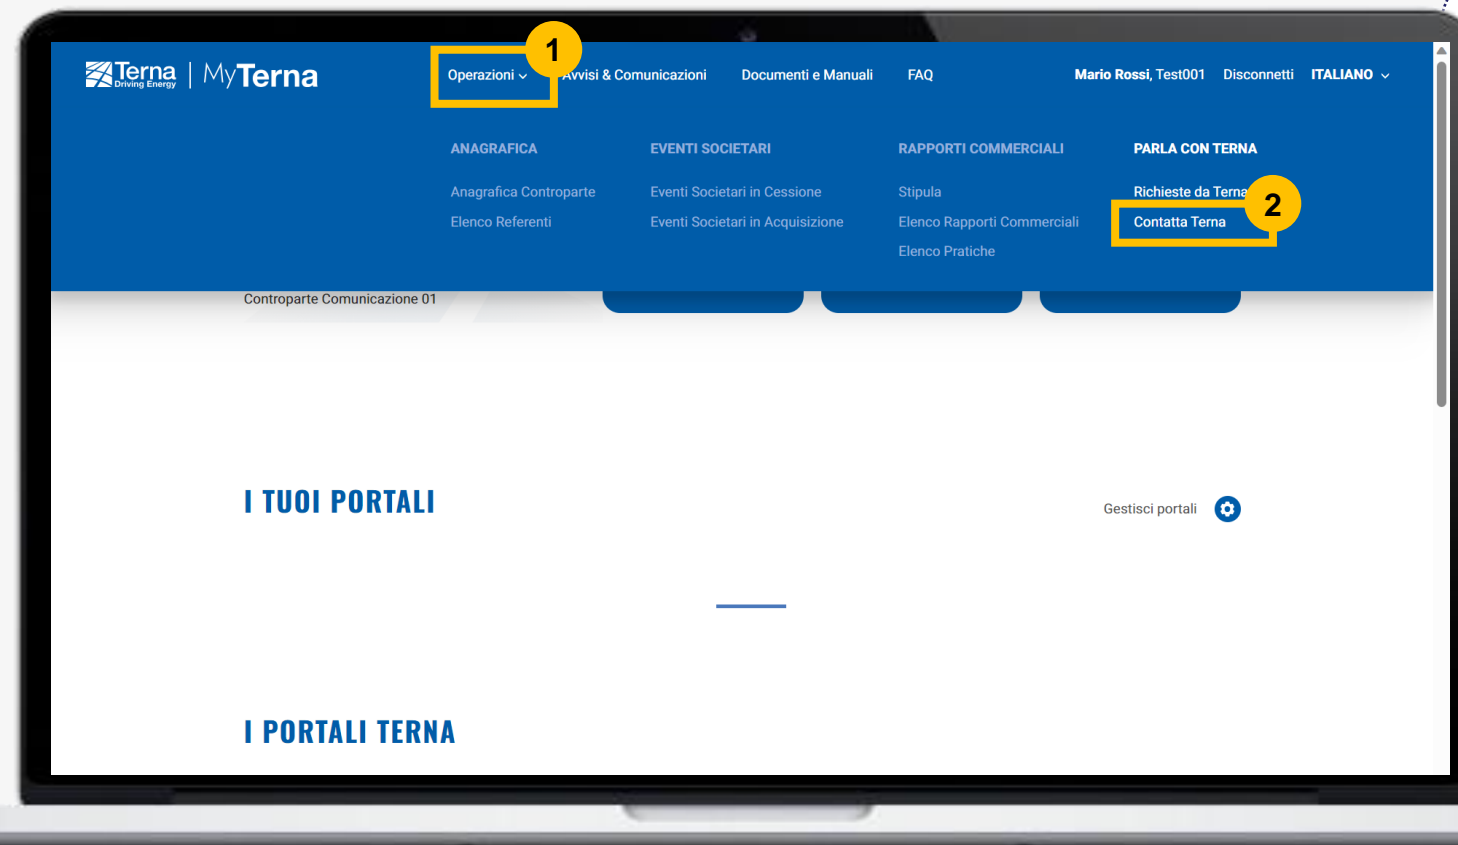 1
Terna
Driving Energy
MyTerna
Operazioni
Avvisi & Comunicazioni
Documenti e Manuali
FAQ
Mario Rossi, Test001
Disconnetti
ITALIANO
ANAGRAFICA
Anagrafica Controparte
Elenco Referenti
EVENTI SOCIETARI
Eventi Societari in Cessione
Eventi Societari in Acquisizione
RAPPORTI COMMERCIALI
Stipula
Elenco Rapporti Commerciali
Elenco Pratiche
PARLA CON TERNA
Richieste da Terna
2
Contatta Terna
Controparte Comunicazione 01
I TUOI PORTALI
Gestisci portali
I PORTALI TERNA